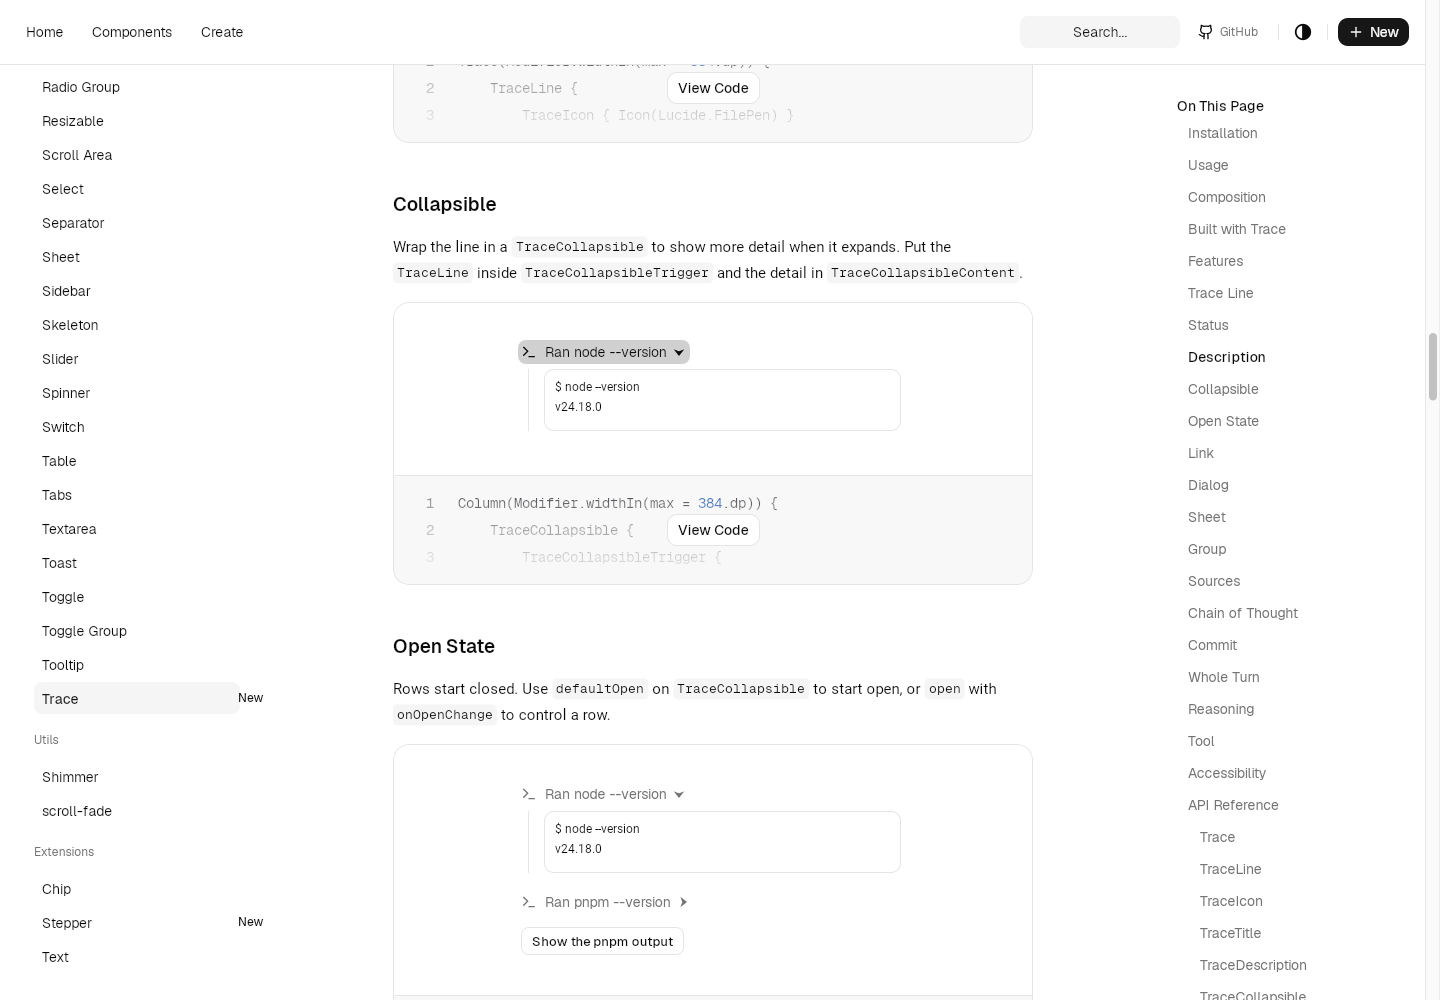 Home
Components
Create
Search...
GitHub
New
Radio Group
Resizable
Scroll Area
Select
Separator
Sheet
Sidebar
Skeleton
Slider
Spinner
Switch
Table
Tabs
Textarea
Toast
Toggle
Toggle Group
Tooltip
Trace New
Utils
Shimmer
scroll-fade
Extensions
Chip
Stepper New
Text
2 TraceLine {
View Code
3 TraceIcon { Icon(Lucide.FilePen) }
Collapsible
Wrap the line in a TraceCollapsible to show more detail when it expands. Put the
TraceLine inside TraceCollapsibleTrigger and the detail in TraceCollapsibleContent.
Ran node --version
$ node --version
v24.18.0
1 Column(Modifier.widthIn(max = 384.dp)) {
2 TraceCollapsible {
View Code
3 TraceCollapsibleTrigger {
Open State
Rows start closed. Use defaultOpen on TraceCollapsible to start open, or open with
onOpenChange to control a row.
Ran node --version
$ node --version
v24.18.0
Ran pnpm --version
Show the pnpm output
On This Page
Installation
Usage
Composition
Built with Trace
Features
Trace Line
Status
Description
Collapsible
Open State
Link
Dialog
Sheet
Group
Sources
Chain of Thought
Commit
Whole Turn
Reasoning
Tool
Accessibility
API Reference
Trace
TraceLine
TraceIcon
TraceTitle
TraceDescription
TraceCollapsible